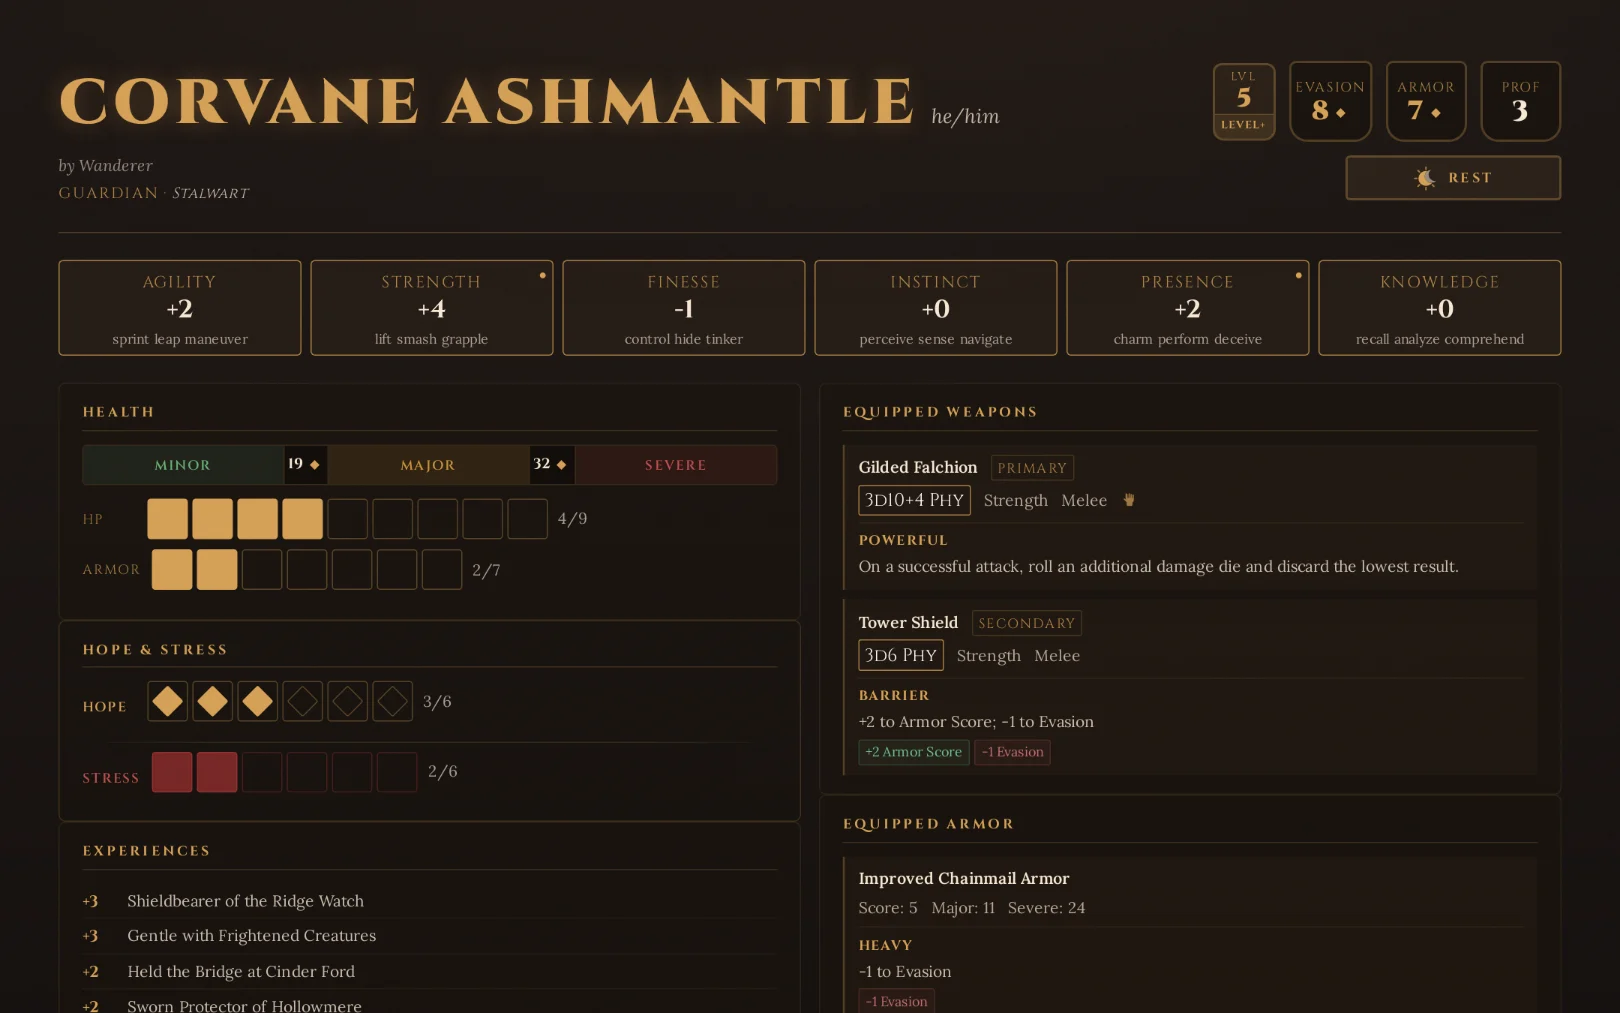 CORVANE ASHMANTLE he/him
by Wanderer
GUARDIAN · STALWART
LVL
5
LEVEL+
EVASION
8
ARMOR
7
PROF
3
REST
AGILITY
+2
sprint leap maneuver
STRENGTH
+4
lift smash grapple
FINESSE
-1
control hide tinker
INSTINCT
+0
perceive sense navigate
PRESENCE
+2
charm perform deceive
KNOWLEDGE
+0
recall analyze comprehend
HEALTH
MINOR 19 MAJOR 32 SEVERE
HP 4/9
ARMOR 2/7
HOPE & STRESS
HOPE 3/6
STRESS 2/6
EXPERIENCES
+3 Shieldbearer of the Ridge Watch
+3 Gentle with Frightened Creatures
+2 Held the Bridge at Cinder Ford
+2 Sworn Protector of Hollowmere
EQUIPPED WEAPONS
Gilded Falchion PRIMARY
3D10+4 PHY Strength Melee
POWERFUL
On a successful attack, roll an additional damage die and discard the lowest result.
Tower Shield SECONDARY
3D6 PHY Strength Melee
BARRIER
+2 to Armor Score; -1 to Evasion
+2 Armor Score -1 Evasion
EQUIPPED ARMOR
Improved Chainmail Armor
Score: 5 Major: 11 Severe: 24
HEAVY
-1 to Evasion
-1 Evasion